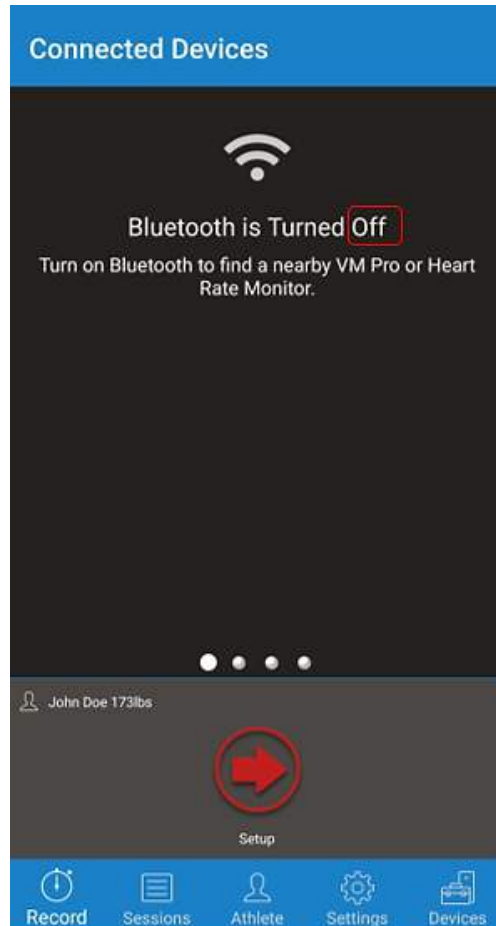 Connected Devices
Bluetooth is Turned Off
Turn on Bluetooth to find a nearby VM Pro or Heart
Rate Monitor.
John Doe 173lbs
Setup
Record Sessions Athlete Settings Devices